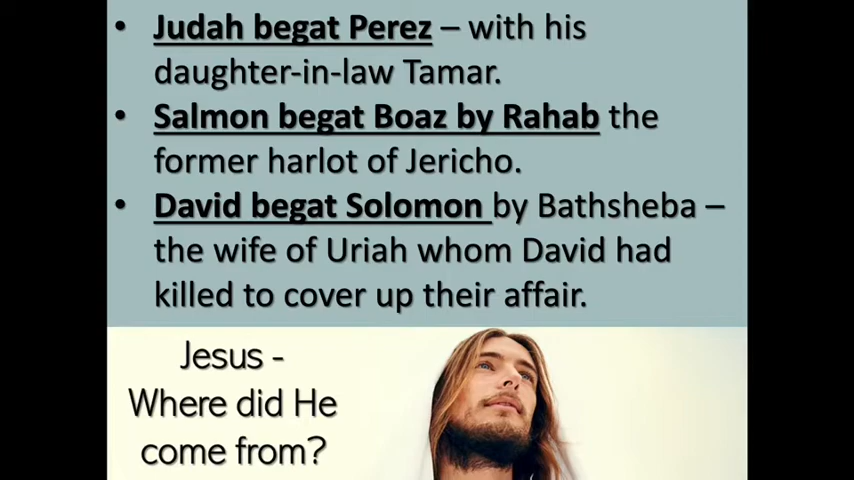 • Judah begat Perez – with his
daughter-in-law Tamar.
• Salmon begat Boaz by Rahab the
former harlot of Jericho.
• David begat Solomon by Bathsheba –
the wife of Uriah whom David had
killed to cover up their affair.
Jesus -
Where did He
come from?